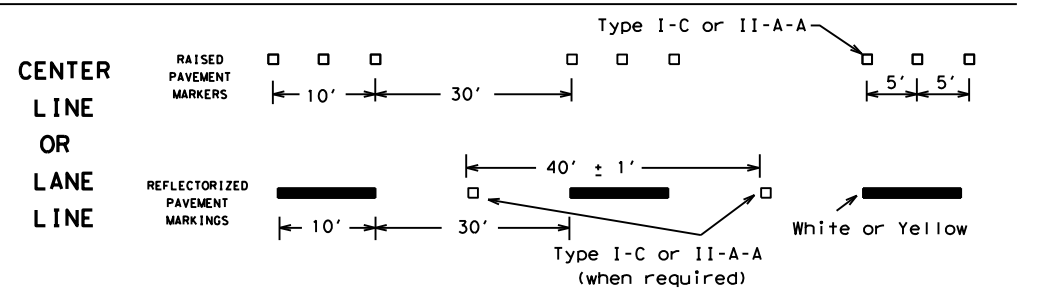 Type I-C or II-A-A
CENTER
LINE
OR
LANE
LINE
RAISED
PAVEMENT
MARKERS
10'
30'
5'
5'
40' ± 1'
REFLECTORIZED
PAVEMENT
MARKINGS
10'
30'
Type I-C or II-A-A
(when required)
White or Yellow